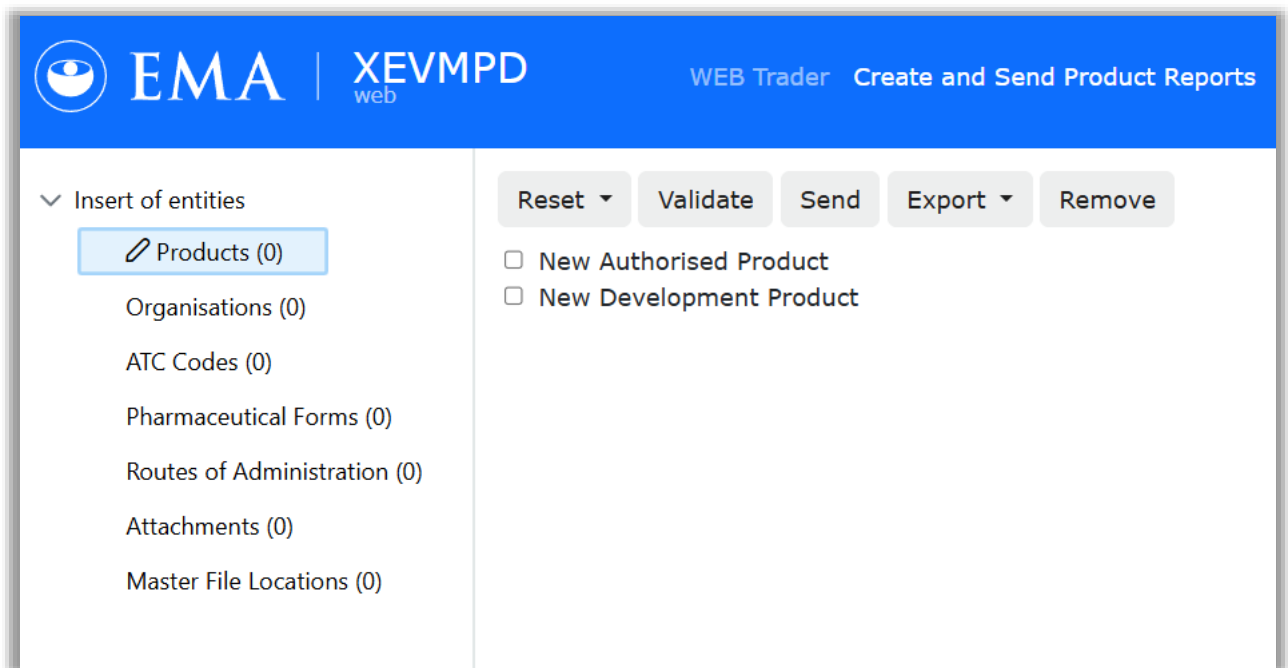 EMA XEVMPD
web
WEB Trader Create and Send Product Reports
Insert of entities
Products (0)
Organisations (0)
ATC Codes (0)
Pharmaceutical Forms (0)
Routes of Administration (0)
Attachments (0)
Master File Locations (0)
Reset Validate Send Export Remove
New Authorised Product
New Development Product